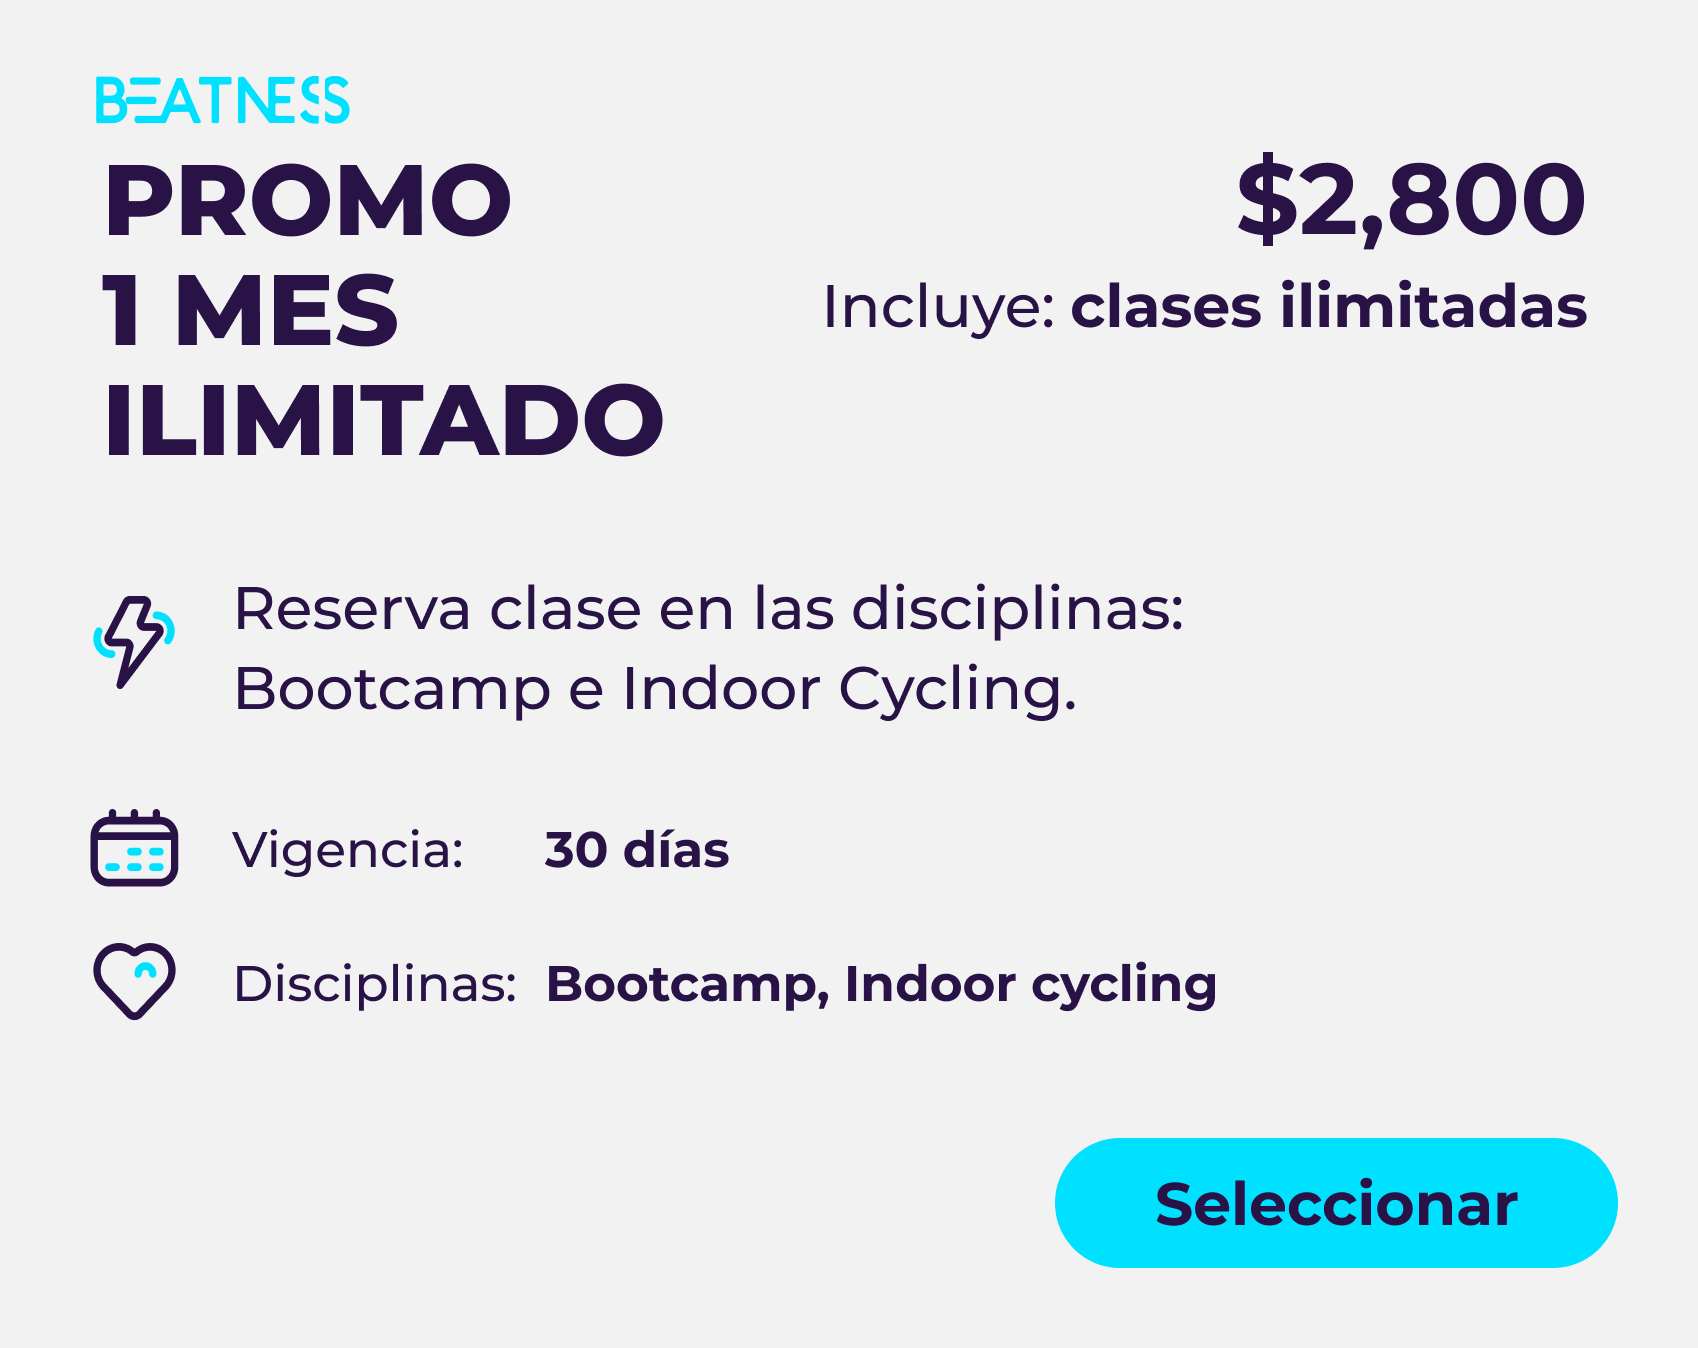 BEATNESS
PROMO
1 MES
ILIMITADO
$2,800
Incluye: clases ilimitadas
Reserva clase en las disciplinas:
Bootcamp e Indoor Cycling.
Vigencia: 30 días
Disciplinas: Bootcamp, Indoor cycling
Seleccionar